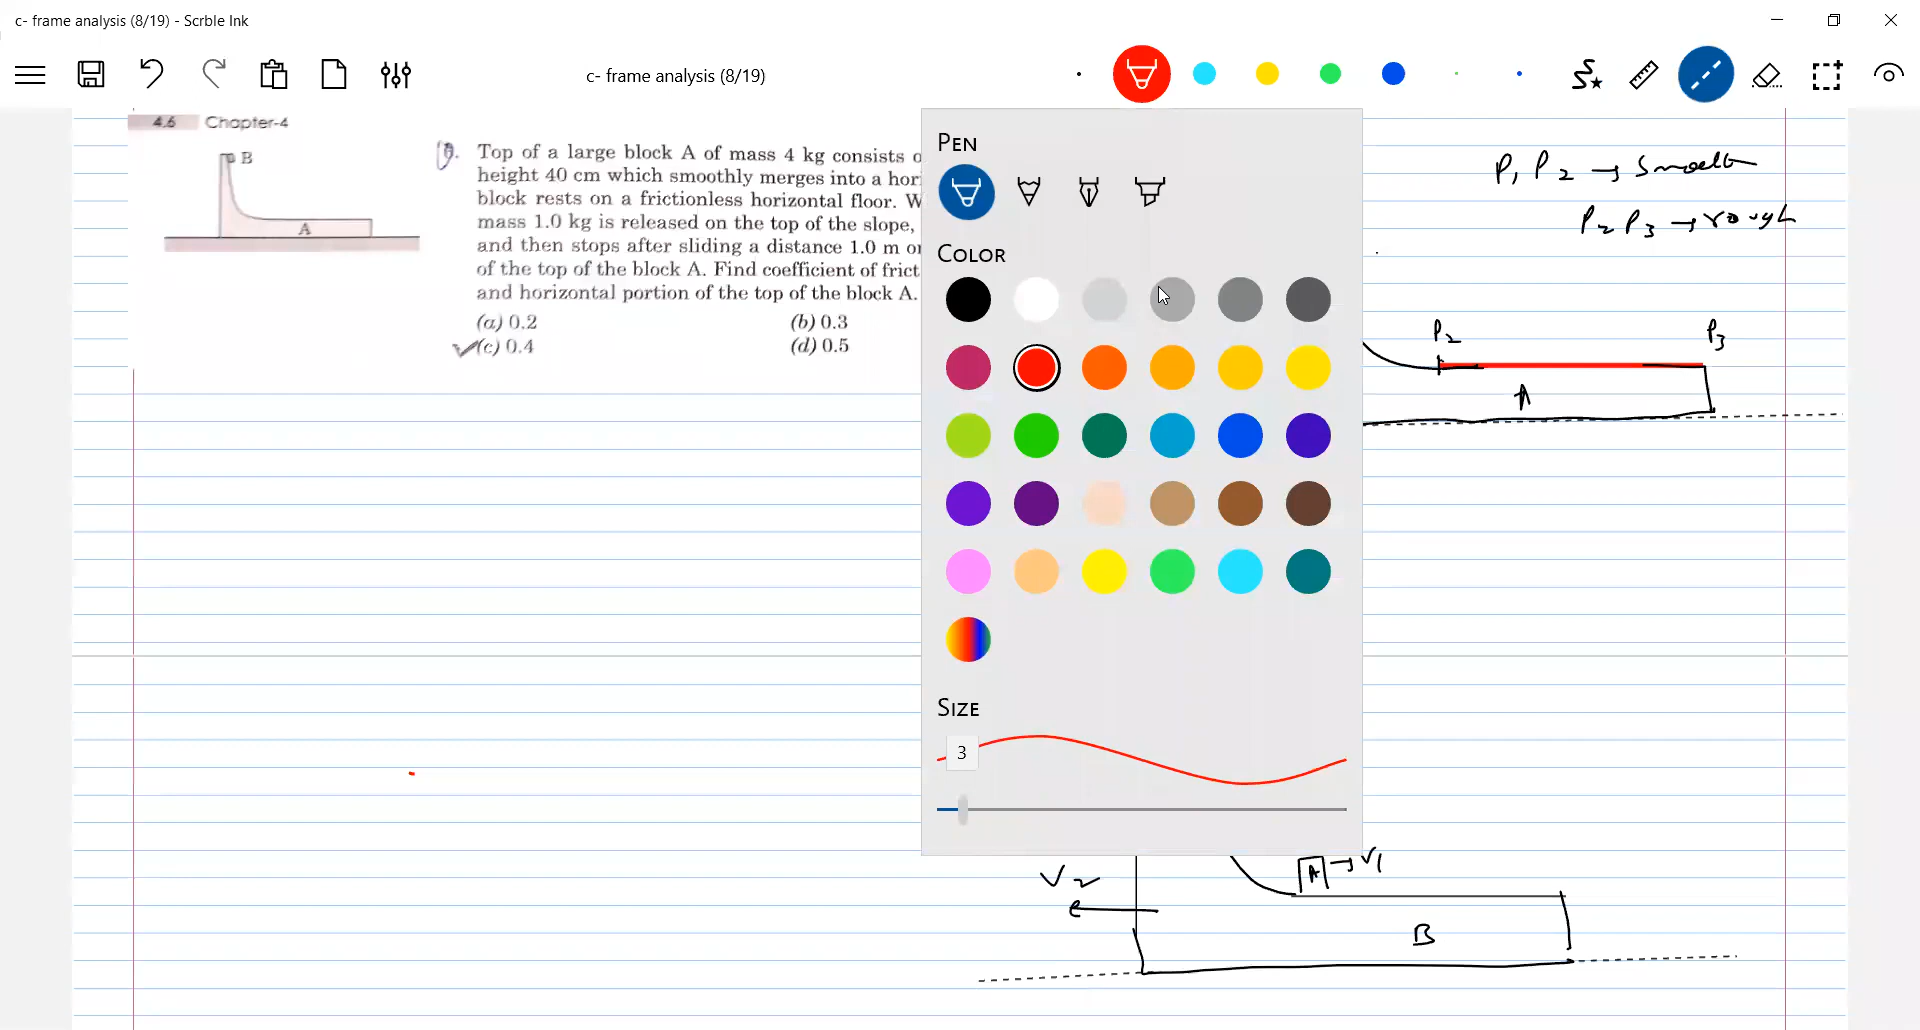 c- frame analysis (8/19) - Scrble Ink
c- frame analysis (8/19)
4.6 Chapter-4
B
A
Top of a large block A of mass 4 kg consists o
height 40 cm which smoothly merges into a hor
block rests on a frictionless horizontal floor. W
mass 1.0 kg is released on the top of the slope,
and then stops after sliding a distance 1.0 m o
of the top of the block A. Find coefficient of frict
and horizontal portion of the top of the block A.
(a) 0.2 (b) 0.3
(c) 0.4 (d) 0.5
PEN
COLOR
SIZE
3
P1 P2 → smooth
P2 P3 → rough
P2 P3
A
V2
A → V1
B